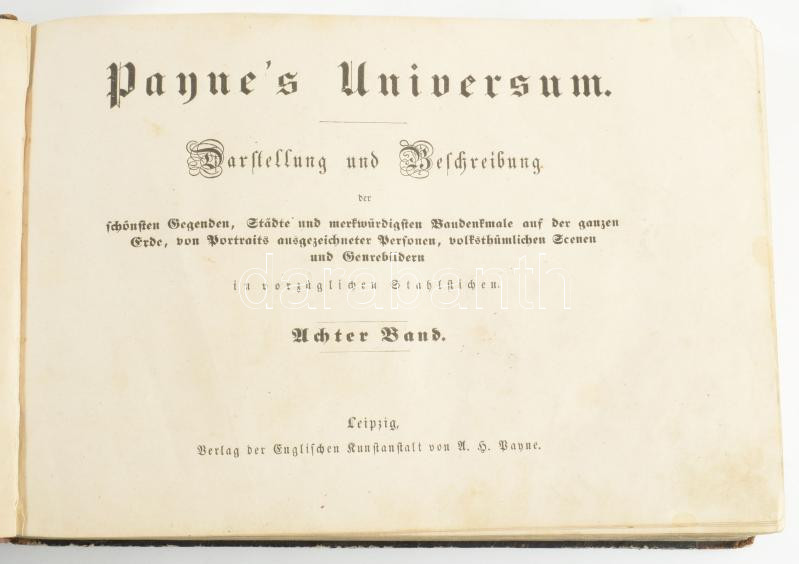 Payne's Universum.
Darstellung und Beschreibung
der
schönsten Gegenden, Städte und merkwürdigsten Baudenkmale auf der ganzen
Erde, von Portraits ausgezeichneter Personen, volksthümlichen Scenen
und Genrebildern
in vorzüglichen Stahlstichen.
darabanth
Achter Band.
Leipzig,
Verlag der Englischen Kunstanstalt von A. H. Payne.